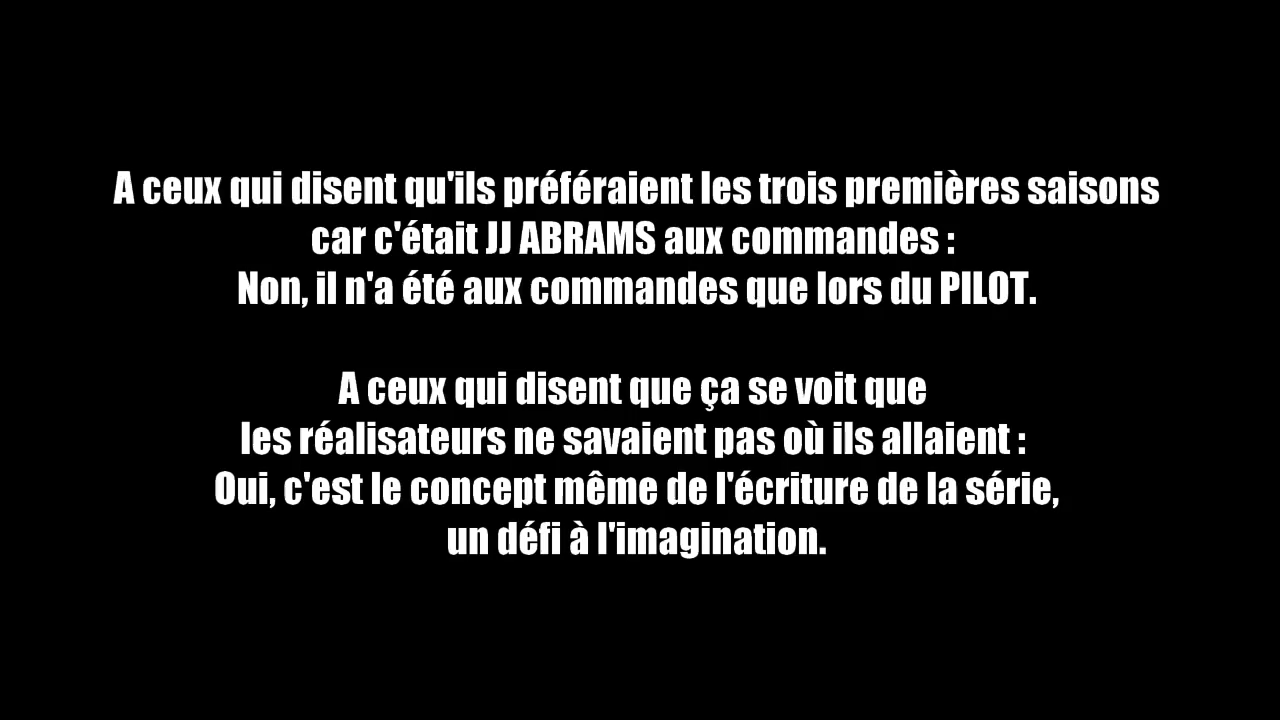 A ceux qui disent qu'ils préféraient les trois premières saisons
car c'était JJ ABRAMS aux commandes :
Non, il n'a été aux commandes que lors du PILOT.
A ceux qui disent que ça se voit que
les réalisateurs ne savaient pas où ils allaient :
Oui, c'est le concept même de l'écriture de la série,
un défi à l'imagination.